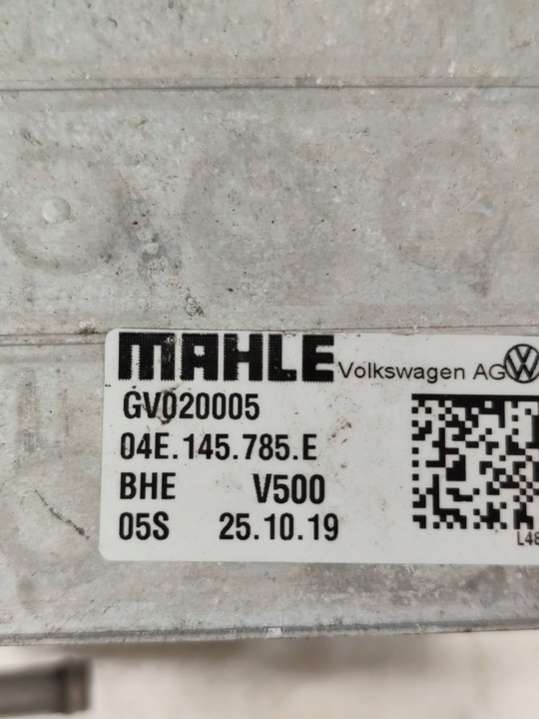 MAHLE Volkswagen AG
GV020005
04E.145.785.E
BHE V500
05S 25.10.19
L48